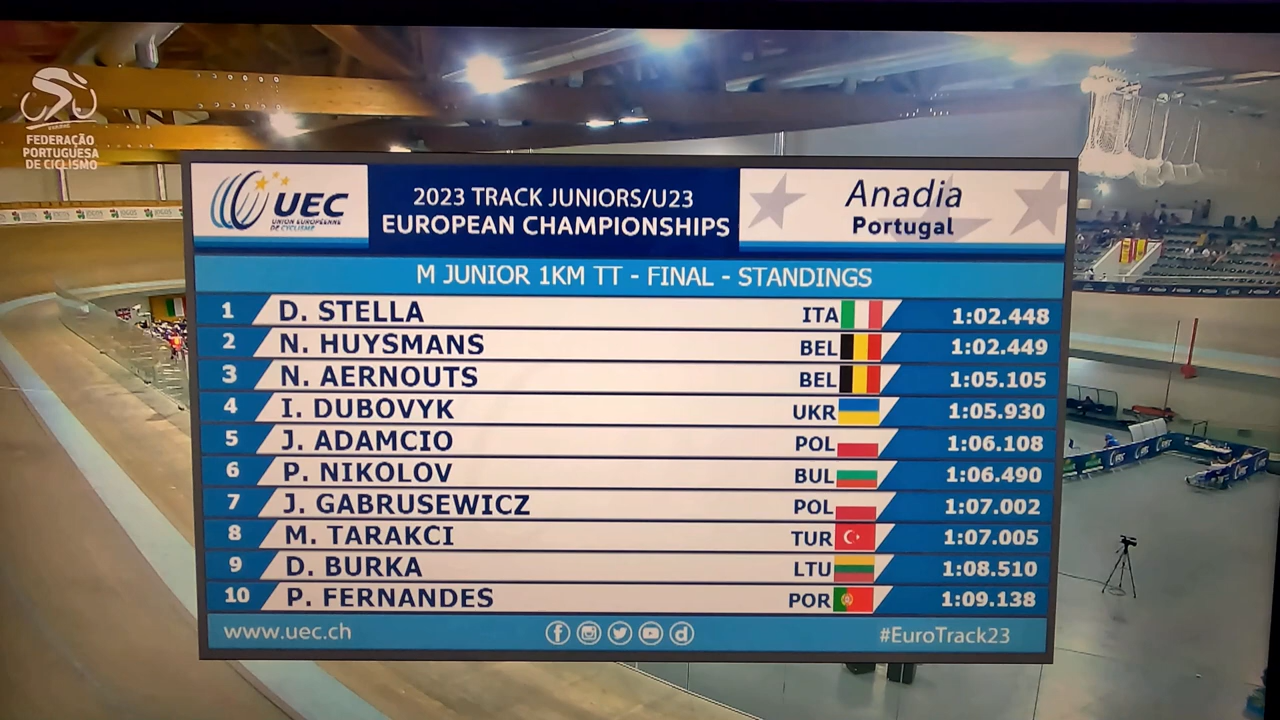 FEDERAÇÃO
PORTUGUESA
DE CICLISMO
UEC
UNION EUROPÉENNE
DE CYCLISME
2023 TRACK JUNIORS/U23
EUROPEAN CHAMPIONSHIPS
Anadia
Portugal
M JUNIOR 1KM TT - FINAL - STANDINGS
1 D. STELLA ITA 1:02.448
2 N. HUYSMANS BEL 1:02.449
3 N. AERNOUTS BEL 1:05.105
4 I. DUBOVYK UKR 1:05.930
5 J. ADAMCIO POL 1:06.108
6 P. NIKOLOV BUL 1:06.490
7 J. GABRUSEWICZ POL 1:07.002
8 M. TARAKCI TUR 1:07.005
9 D. BURKA LTU 1:08.510
10 P. FERNANDES POR 1:09.138
www.uec.ch #EuroTrack23